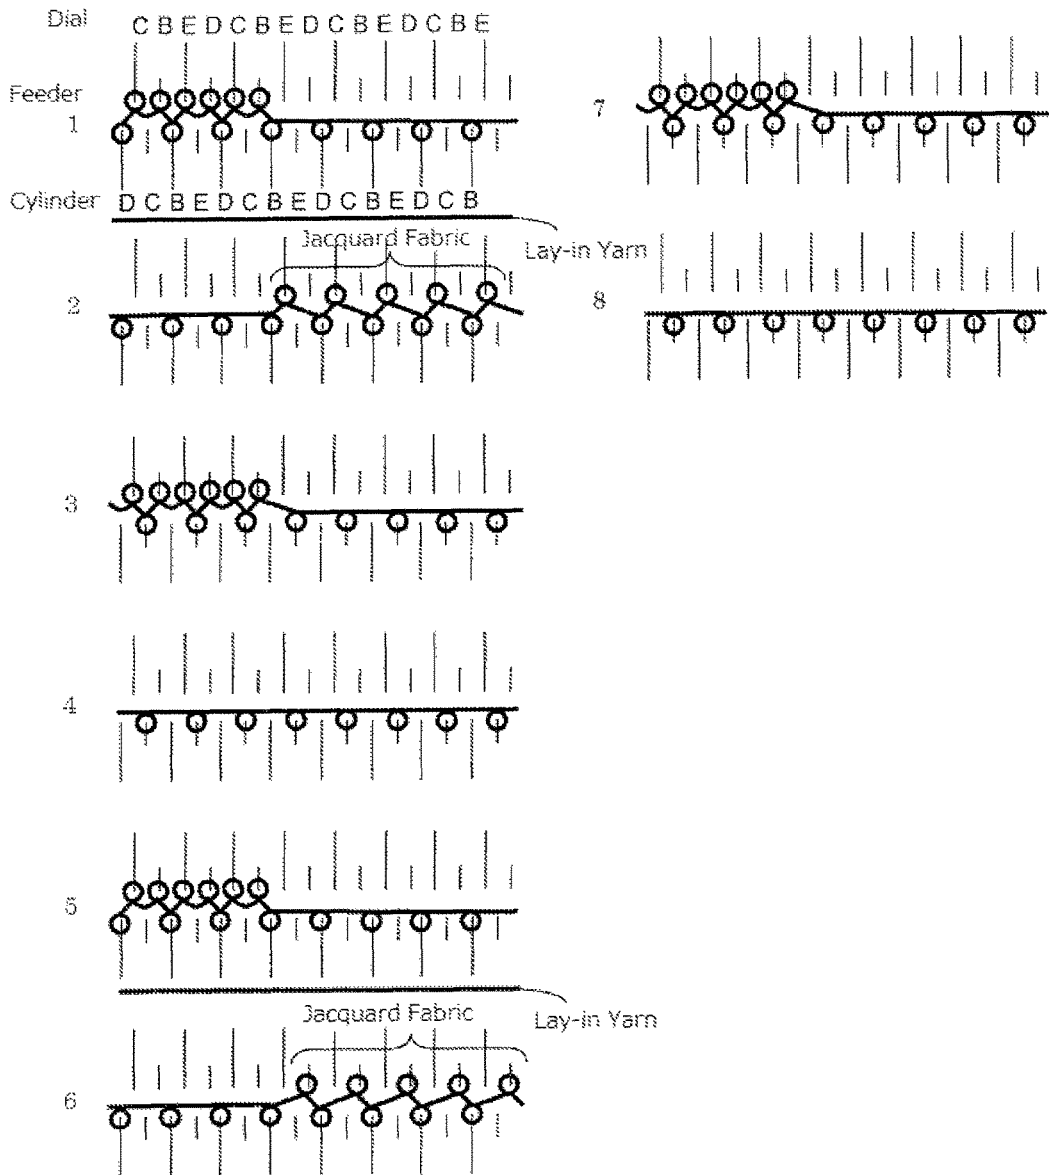 Dial C B E D C B E D C B E D C B E
Feeder
1
Cylinder D C B E D C B E D C B E D C B
Lay-in Yarn
Jacquard Fabric
2
3
4
5
Lay-in Yarn
Jacquard Fabric
6
7
8